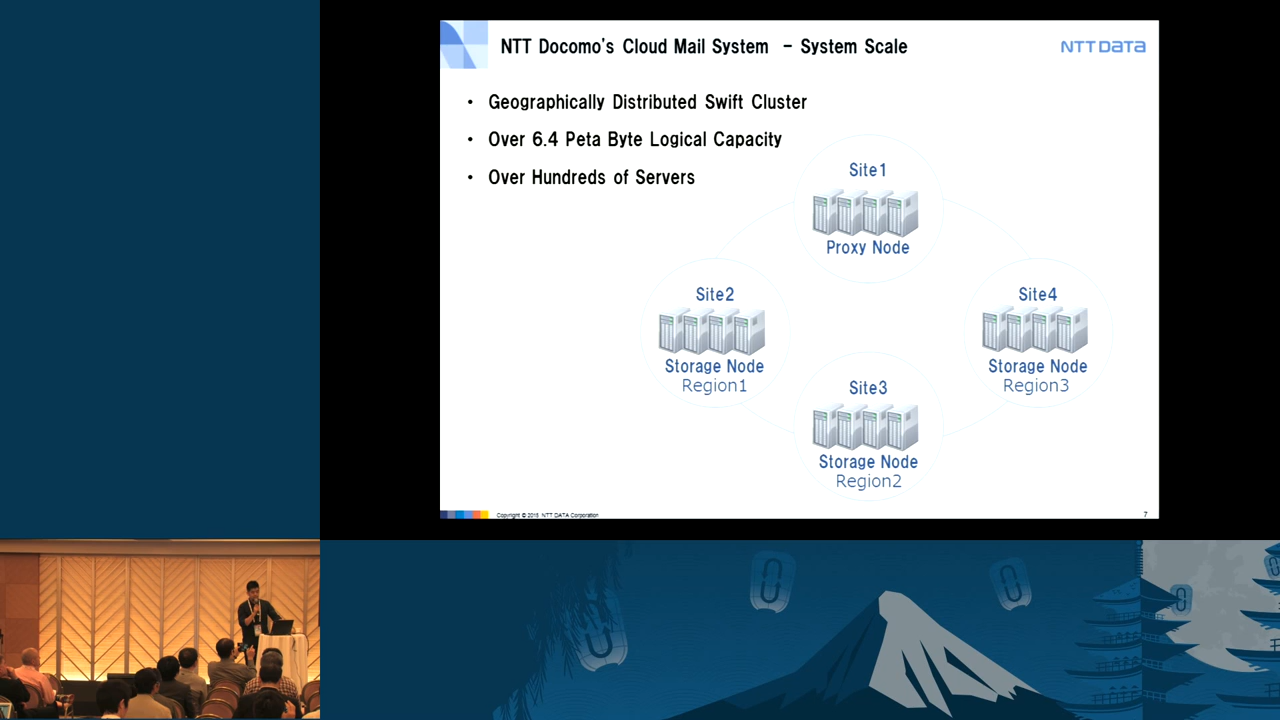 NTT Docomo's Cloud Mail System - System Scale
NTT DATA
• Geographically Distributed Swift Cluster
• Over 6.4 Peta Byte Logical Capacity
• Over Hundreds of Servers
Site1
Proxy Node
Site2
Storage Node
Region1
Site4
Storage Node
Region3
Site3
Storage Node
Region2
Copyright © 2015 NTT DATA Corporation
7